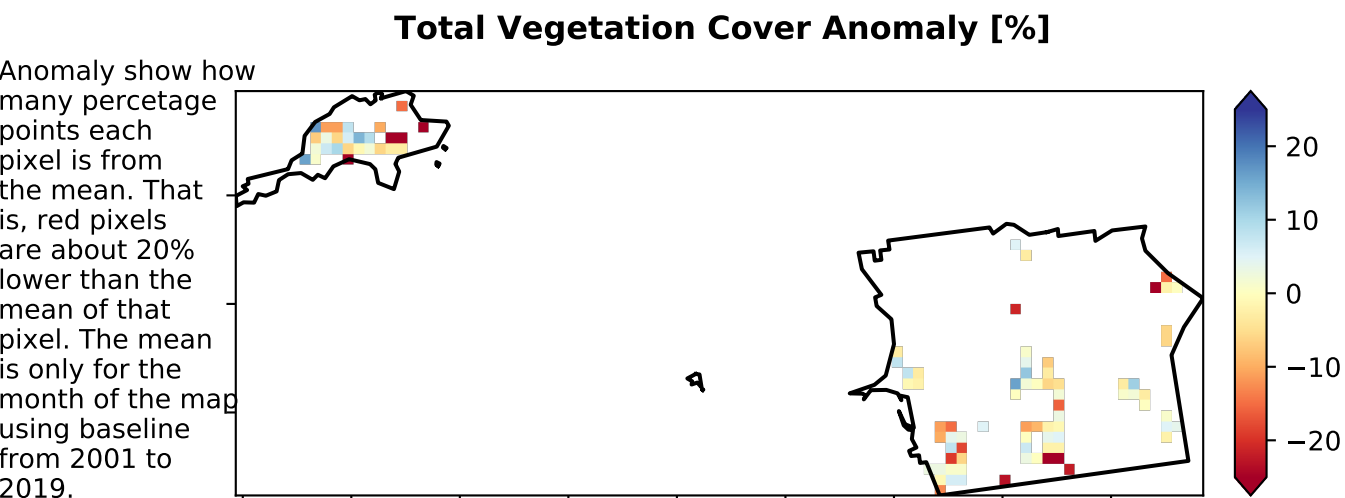 Total Vegetation Cover Anomaly [%]
Anomaly show how
many percetage
points each
pixel is from
the mean. That
is, red pixels
are about 20%
lower than the
mean of that
pixel. The mean
is only for the
month of the map
using baseline
from 2001 to
2019.
20
10
0
−10
−20